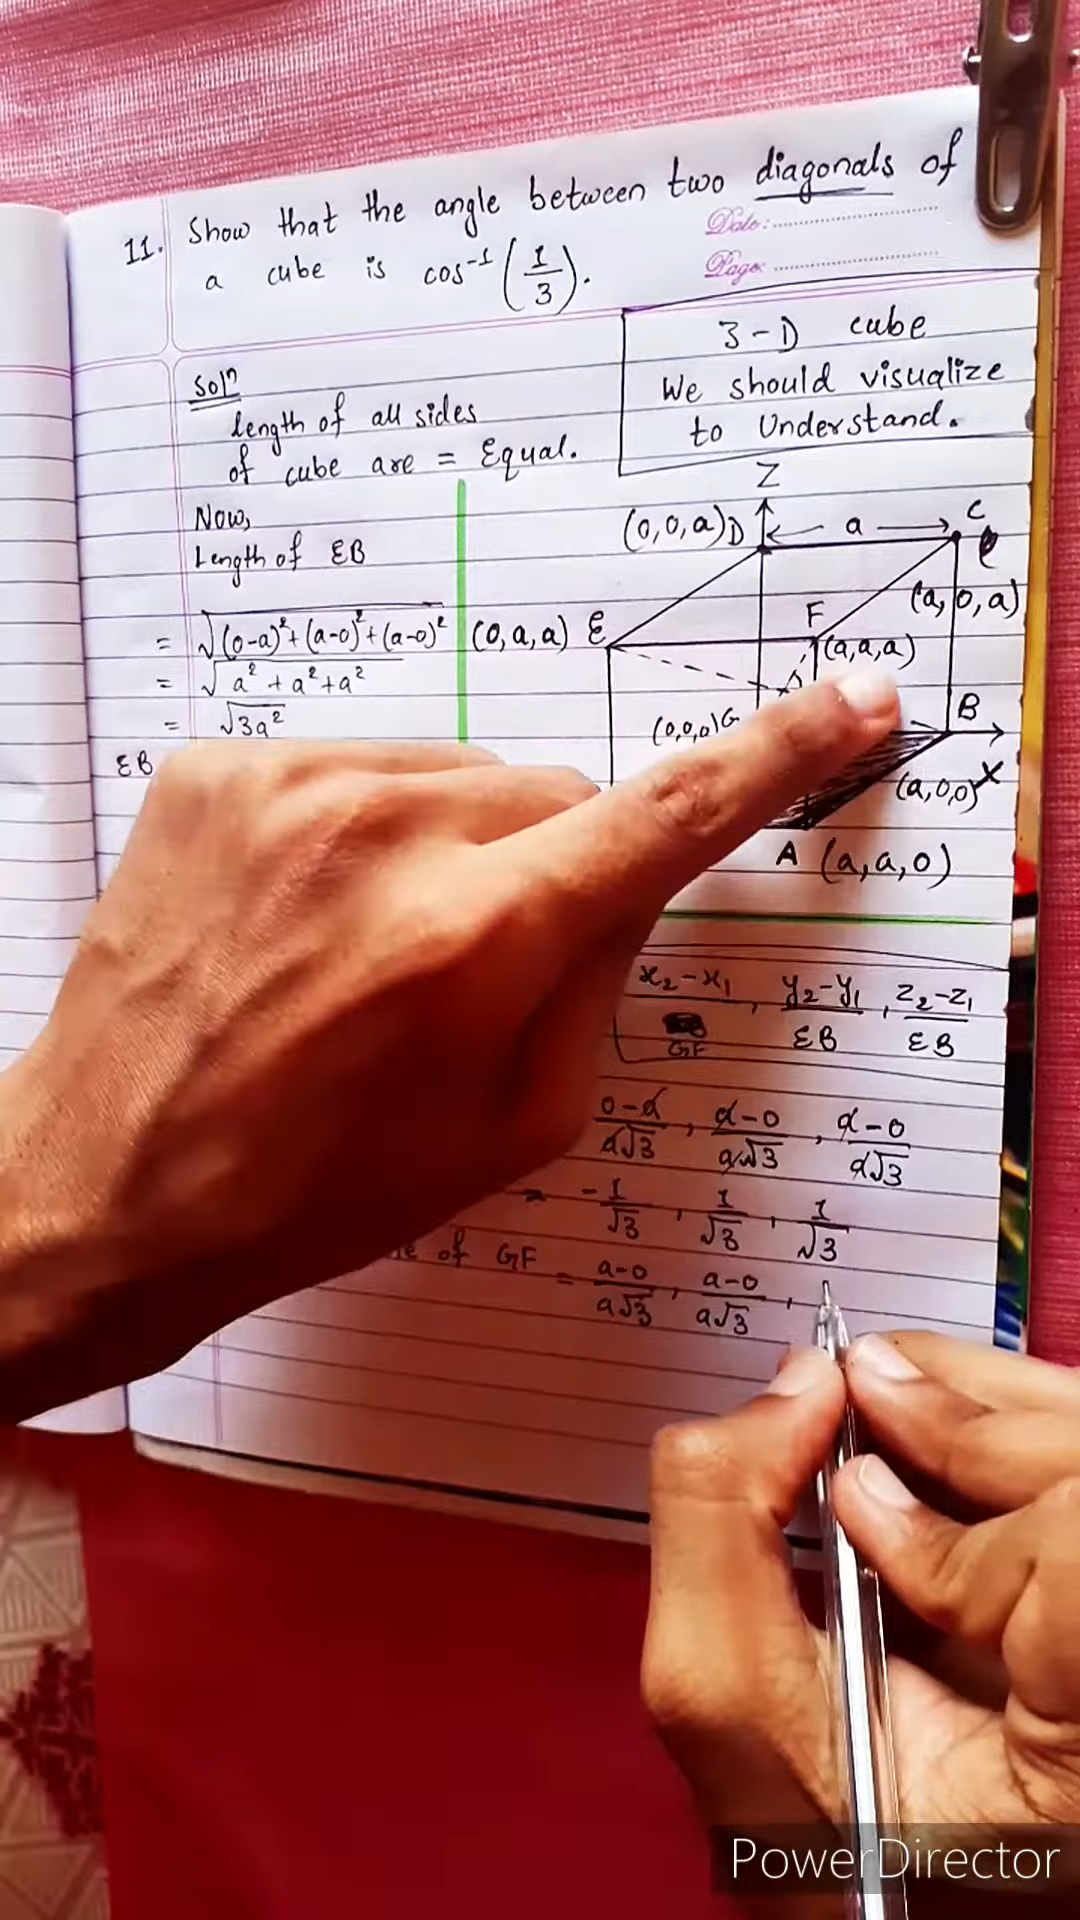 11. Show that the angle between two diagonals of
a cube is cos⁻¹(1/3).
Date:
Page:
3-D cube
We should visualize
to Understand.
Solⁿ
length of all sides
of cube are = Equal.
Now,
Length of EB
= √(0-a)²+(a-0)²+(a-0)²
= √a²+a²+a²
= √3a²
EB
Z
(0,0,a) D
a
C
(a,0,a)
(0,a,a) E
F
(a,a,a)
(0,0,0) G
B
X
(a,0,0)
A (a,a,0)
x₂-x₁/GF, y₂-y₁/EB, z₂-z₁/EB
0-a/a√3, a-0/a√3, a-0/a√3
-1/√3, 1/√3, 1/√3
of GF = a-0/a√3, a-0/a√3,
PowerDirector